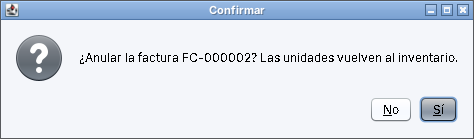 Confirmar
¿Anular la factura FC-000002? Las unidades vuelven al inventario.
No
Sí